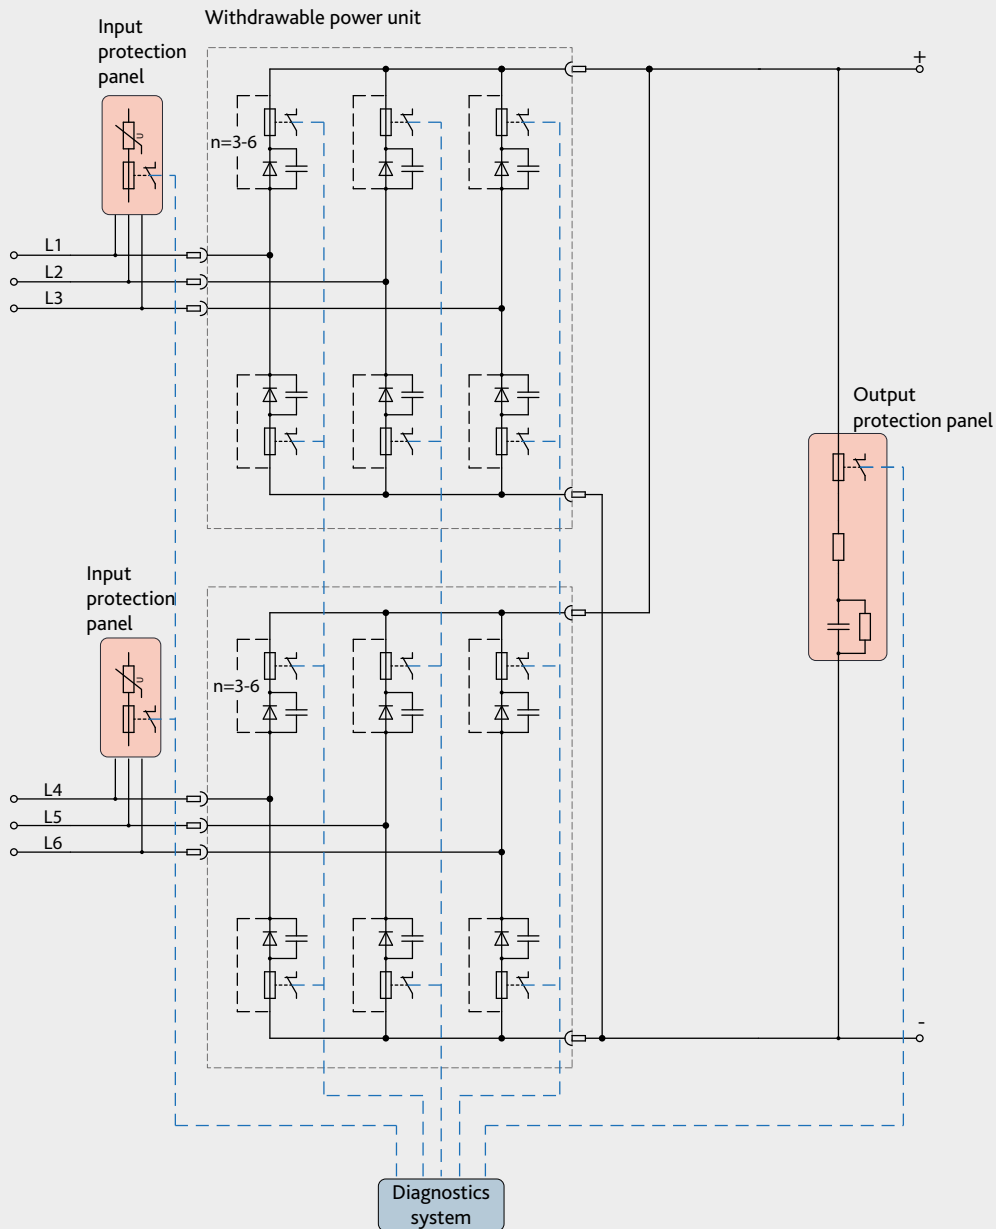 Withdrawable power unit
Input
protection
panel
+
n=3-6
U
L1
L2
L3
Output
protection panel
Input
protection
panel
n=3-6
U
L4
L5
L6
-
Diagnostics
system